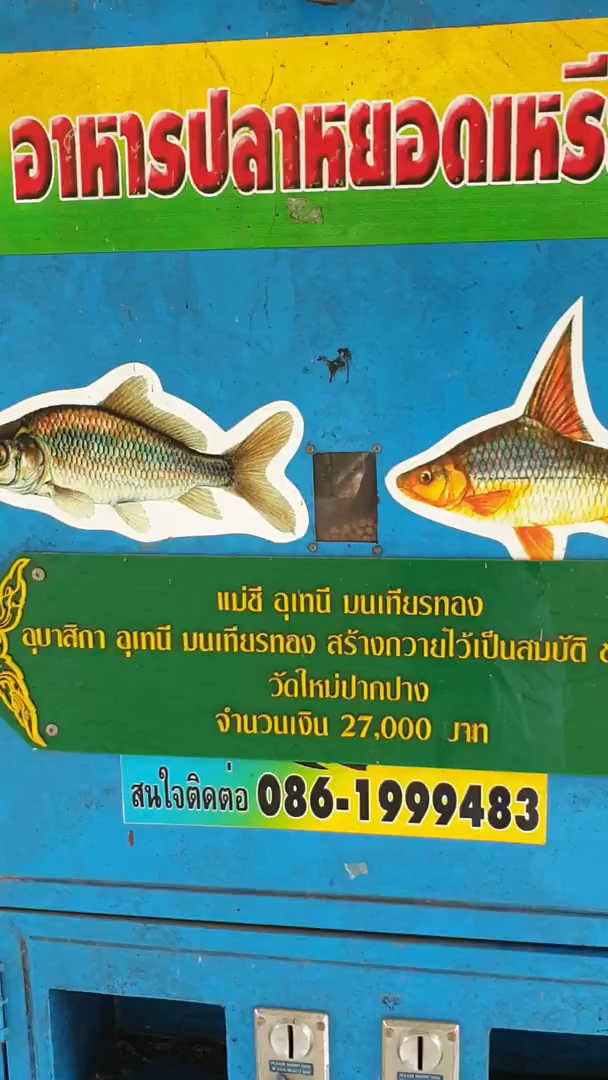 อาหารปลาหยอดเหรี
แม่ชี อุเทนี มนเทียรทอง
อุบาสิกา อุเทนี มนเทียรทอง สร้างถวายไว้เป็นสมบัติ
วัดใหม่ปากปาง
จำนวนเงิน 27,000 บาท
สนใจติดต่อ 086-1999483